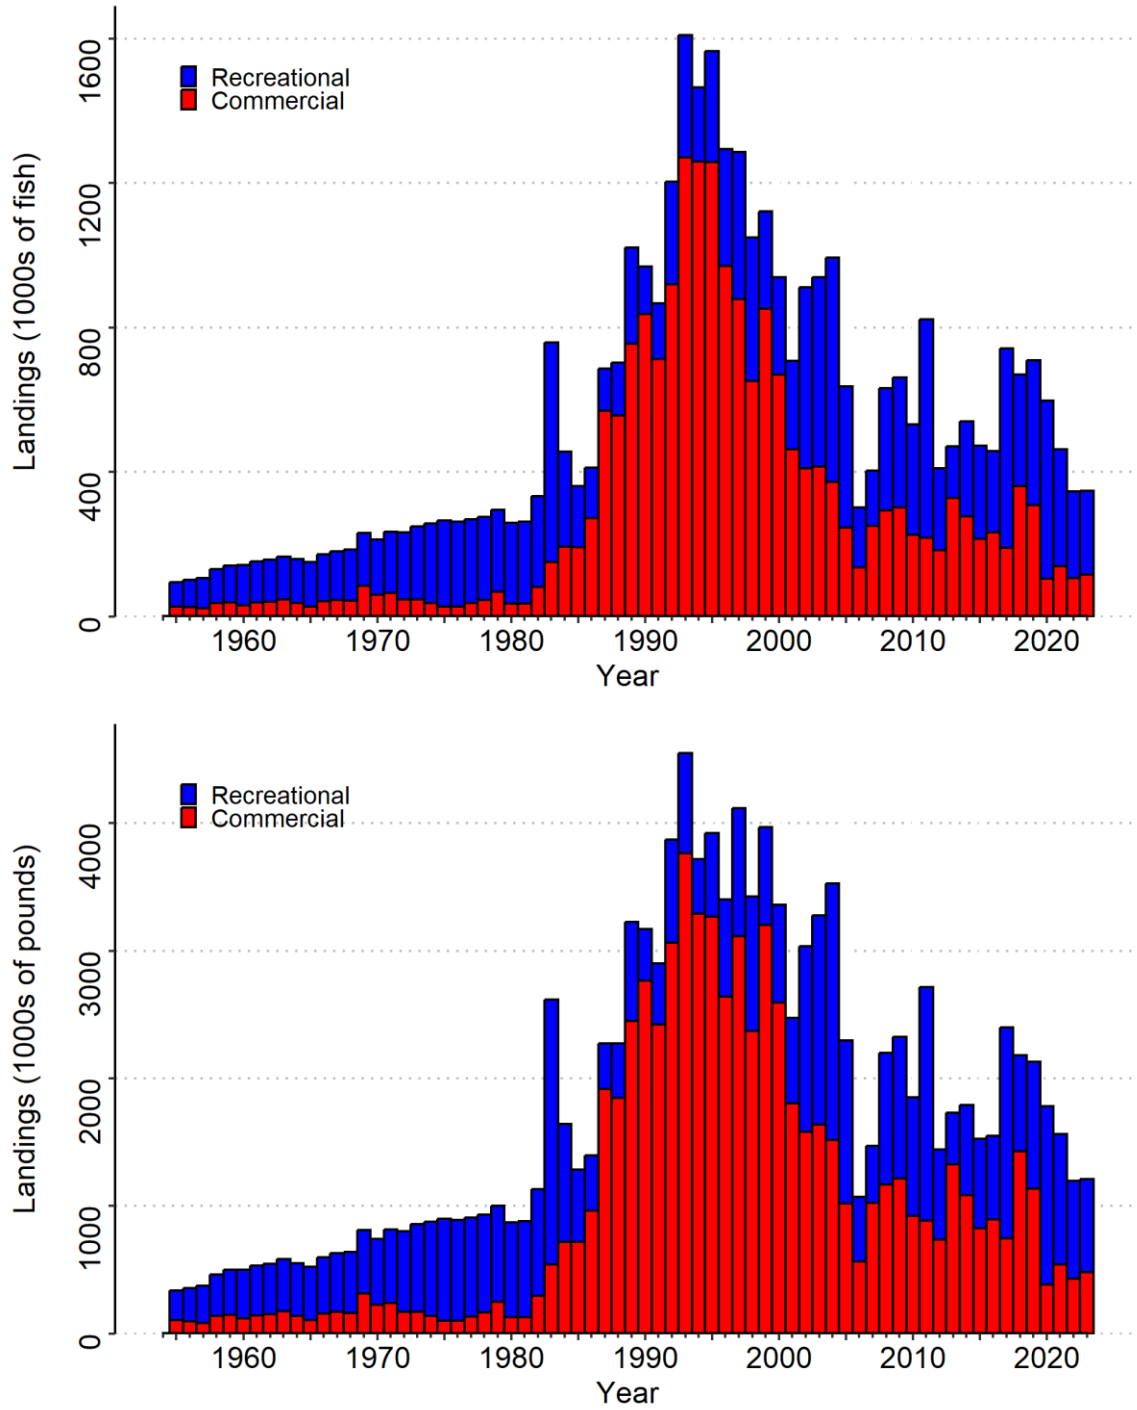 Landings (1000s of fish)
1600
1200
800
400
0
Recreational
Commercial
1960 1970 1980 1990 2000 2010 2020
Year
Landings (1000s of pounds)
4000
3000
2000
1000
0
Recreational
Commercial
1960 1970 1980 1990 2000 2010 2020
Year